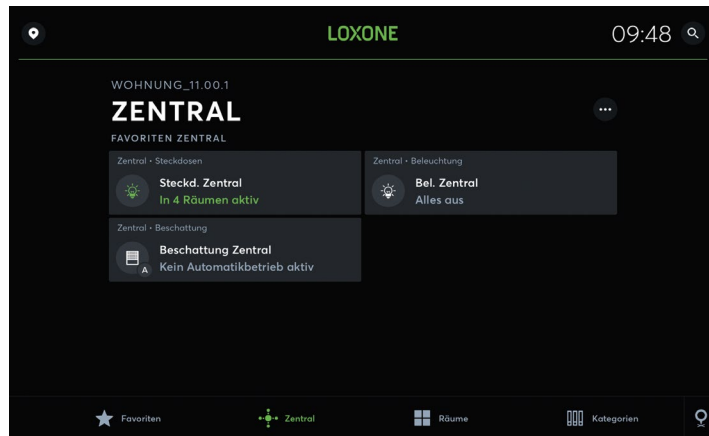 LOXONE
09:48
WOHNUNG_11.00.1
ZENTRAL
FAVORITEN ZENTRAL
Zentral • Steckdosen
Steckd. Zentral
In 4 Räumen aktiv
Zentral • Beleuchtung
Bel. Zentral
Alles aus
Zentral • Beschattung
A
Beschattung Zentral
Kein Automatikbetrieb aktiv
Favoriten
Zentral
Räume
Kategorien